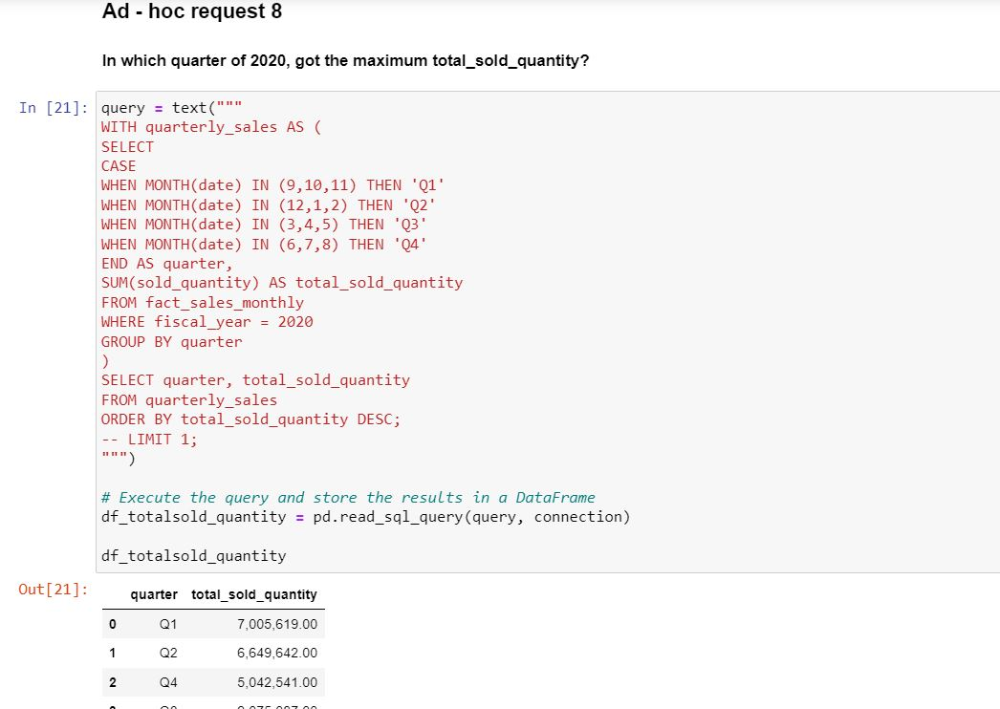 Ad - hoc request 8
In which quarter of 2020, got the maximum total_sold_quantity?
In [21]: query = text("""
WITH quarterly_sales AS (
SELECT
CASE
WHEN MONTH(date) IN (9,10,11) THEN 'Q1'
WHEN MONTH(date) IN (12,1,2) THEN 'Q2'
WHEN MONTH(date) IN (3,4,5) THEN 'Q3'
WHEN MONTH(date) IN (6,7,8) THEN 'Q4'
END AS quarter,
SUM(sold_quantity) AS total_sold_quantity
FROM fact_sales_monthly
WHERE fiscal_year = 2020
GROUP BY quarter
)
SELECT quarter, total_sold_quantity
FROM quarterly_sales
ORDER BY total_sold_quantity DESC;
-- LIMIT 1;
""")
# Execute the query and store the results in a DataFrame
df_totalsold_quantity = pd.read_sql_query(query, connection)
df_totalsold_quantity
Out[21]:
quarter total_sold_quantity
0 Q1 7,005,619.00
1 Q2 6,649,642.00
2 Q4 5,042,541.00